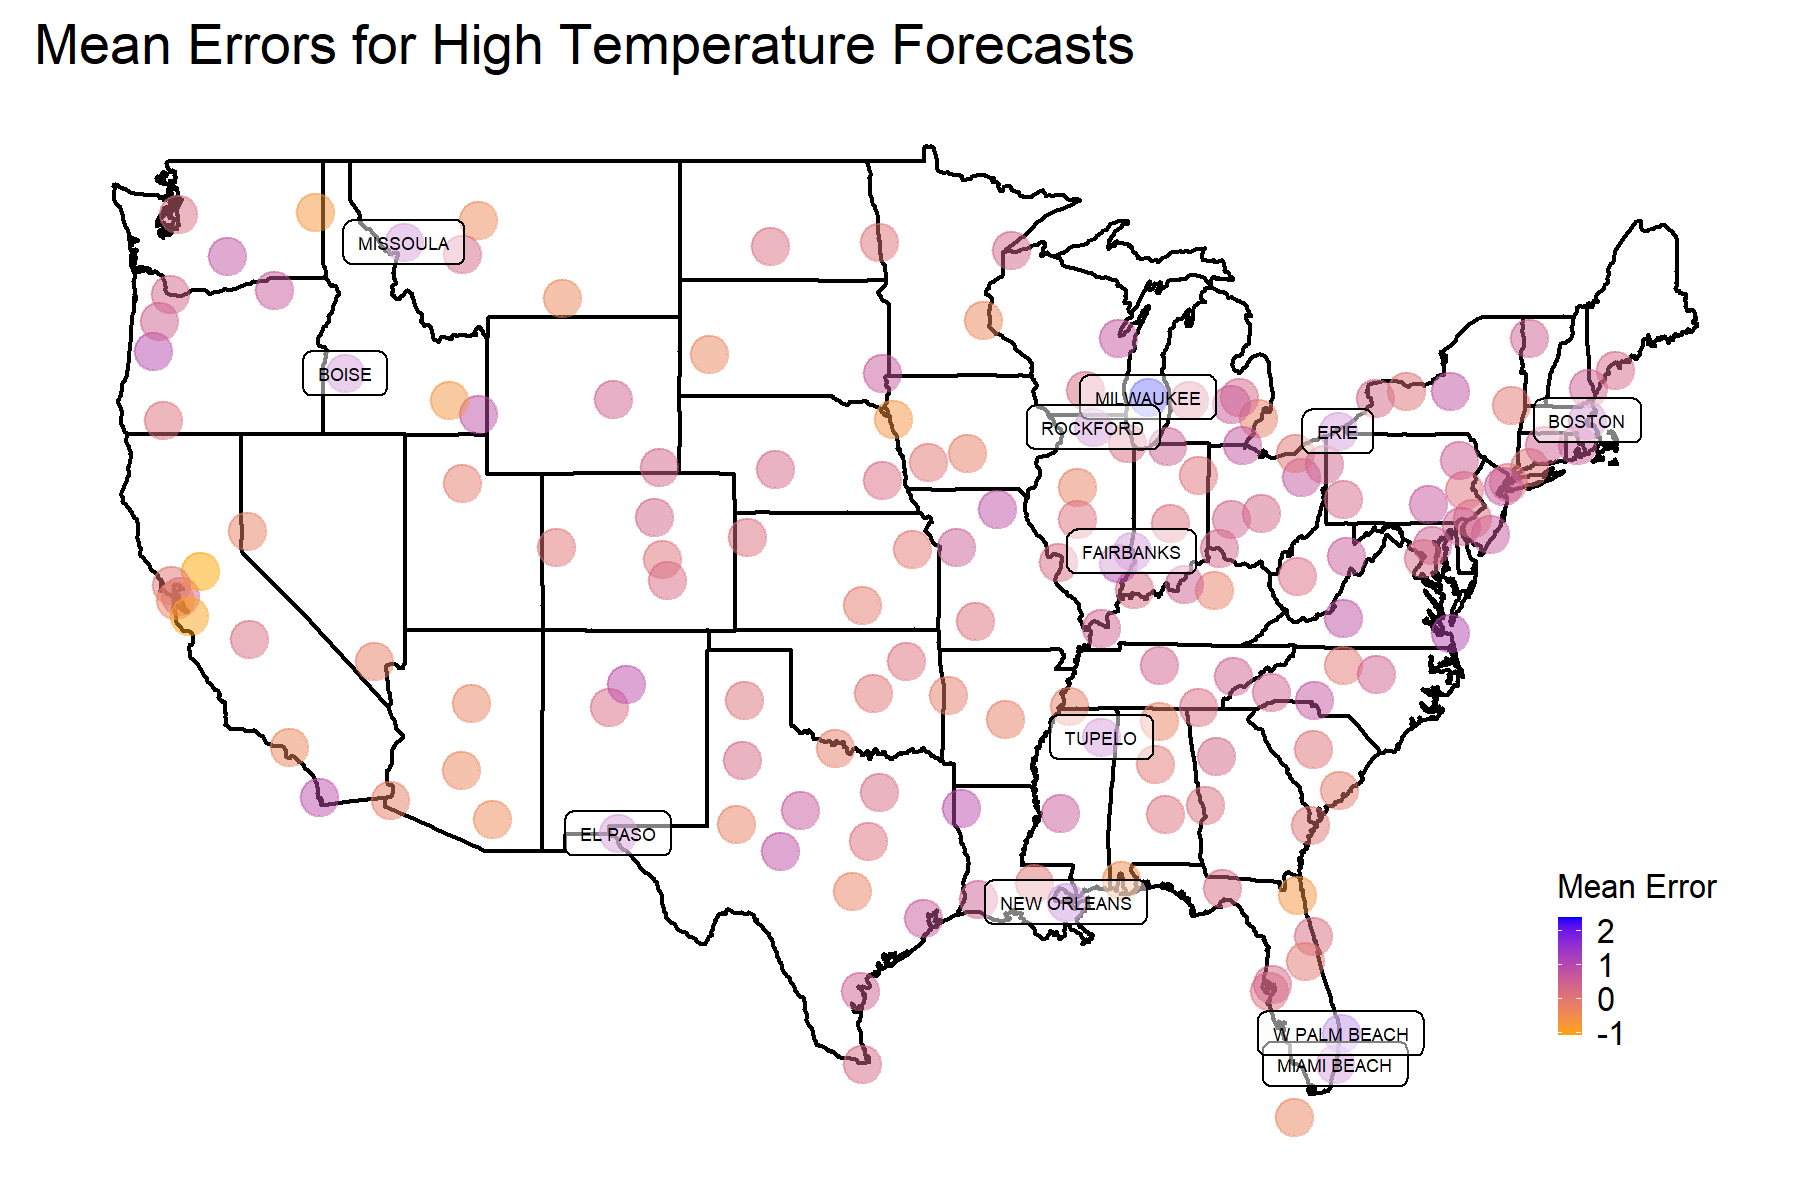 Mean Errors for High Temperature Forecasts
MISSOULA
BOISE
MILWAUKEE
ROCKFORD
ERIE
BOSTON
FAIRBANKS
TUPELO
EL PASO
NEW ORLEANS
W PALM BEACH
MIAMI BEACH
Mean Error
2
1
0
-1